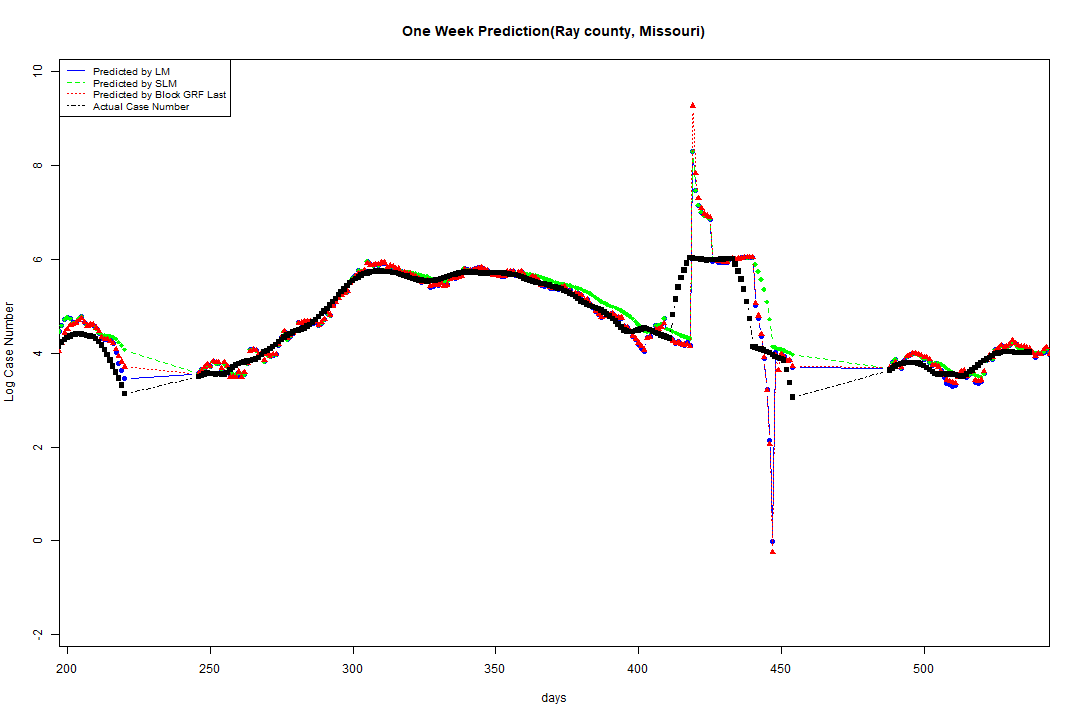 One Week Prediction(Ray county, Missouri)
Predicted by LM
Predicted by SLM
Predicted by Block GRF Last
Actual Case Number
10
8
6
4
2
0
-2
Log Case Number
200 250 300 350 400 450 500
days